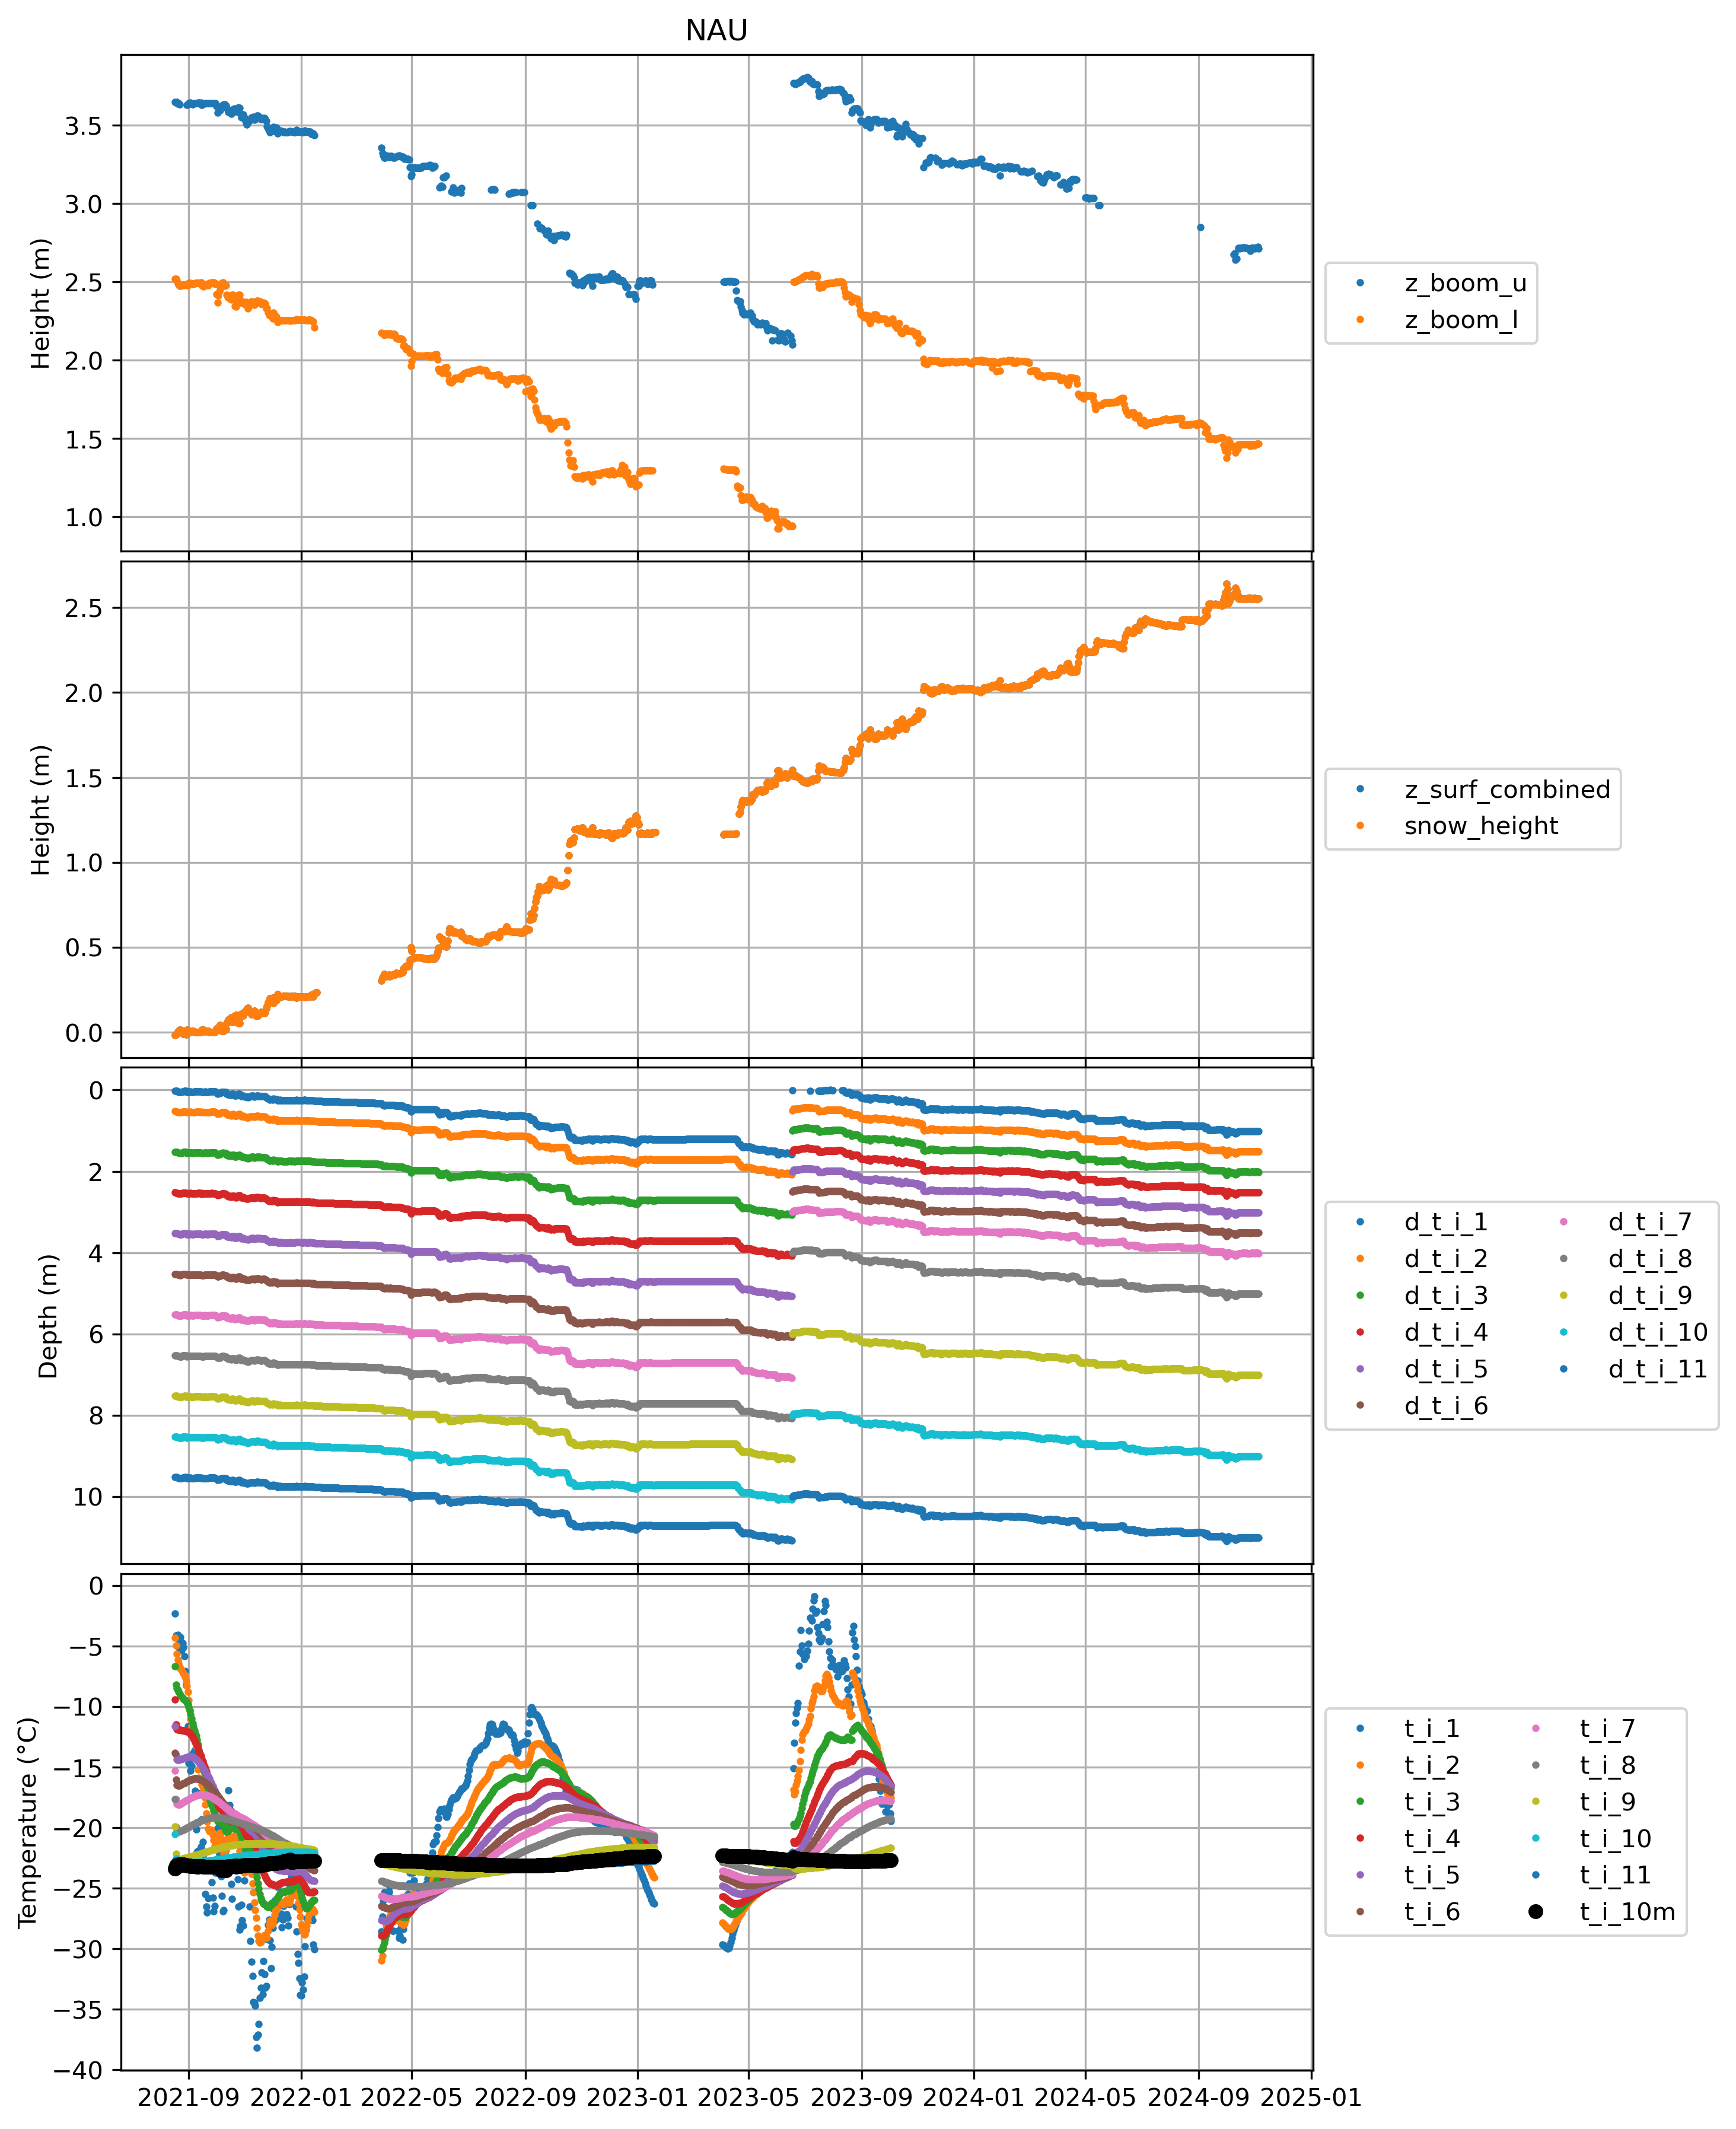 NAU
Height (m)
3.5
3.0
2.5
2.0
1.5
1.0
z_boom_u
z_boom_l
Height (m)
2.5
2.0
1.5
1.0
0.5
0.0
z_surf_combined
snow_height
Depth (m)
0
2
4
6
8
10
d_t_i_1
d_t_i_2
d_t_i_3
d_t_i_4
d_t_i_5
d_t_i_6
d_t_i_7
d_t_i_8
d_t_i_9
d_t_i_10
d_t_i_11
Temperature (°C)
0
−5
−10
−15
−20
−25
−30
−35
−40
t_i_1
t_i_2
t_i_3
t_i_4
t_i_5
t_i_6
t_i_7
t_i_8
t_i_9
t_i_10
t_i_11
t_i_10m
2021-09 2022-01 2022-05 2022-09 2023-01 2023-05 2023-09 2024-01 2024-05 2024-09 2025-01